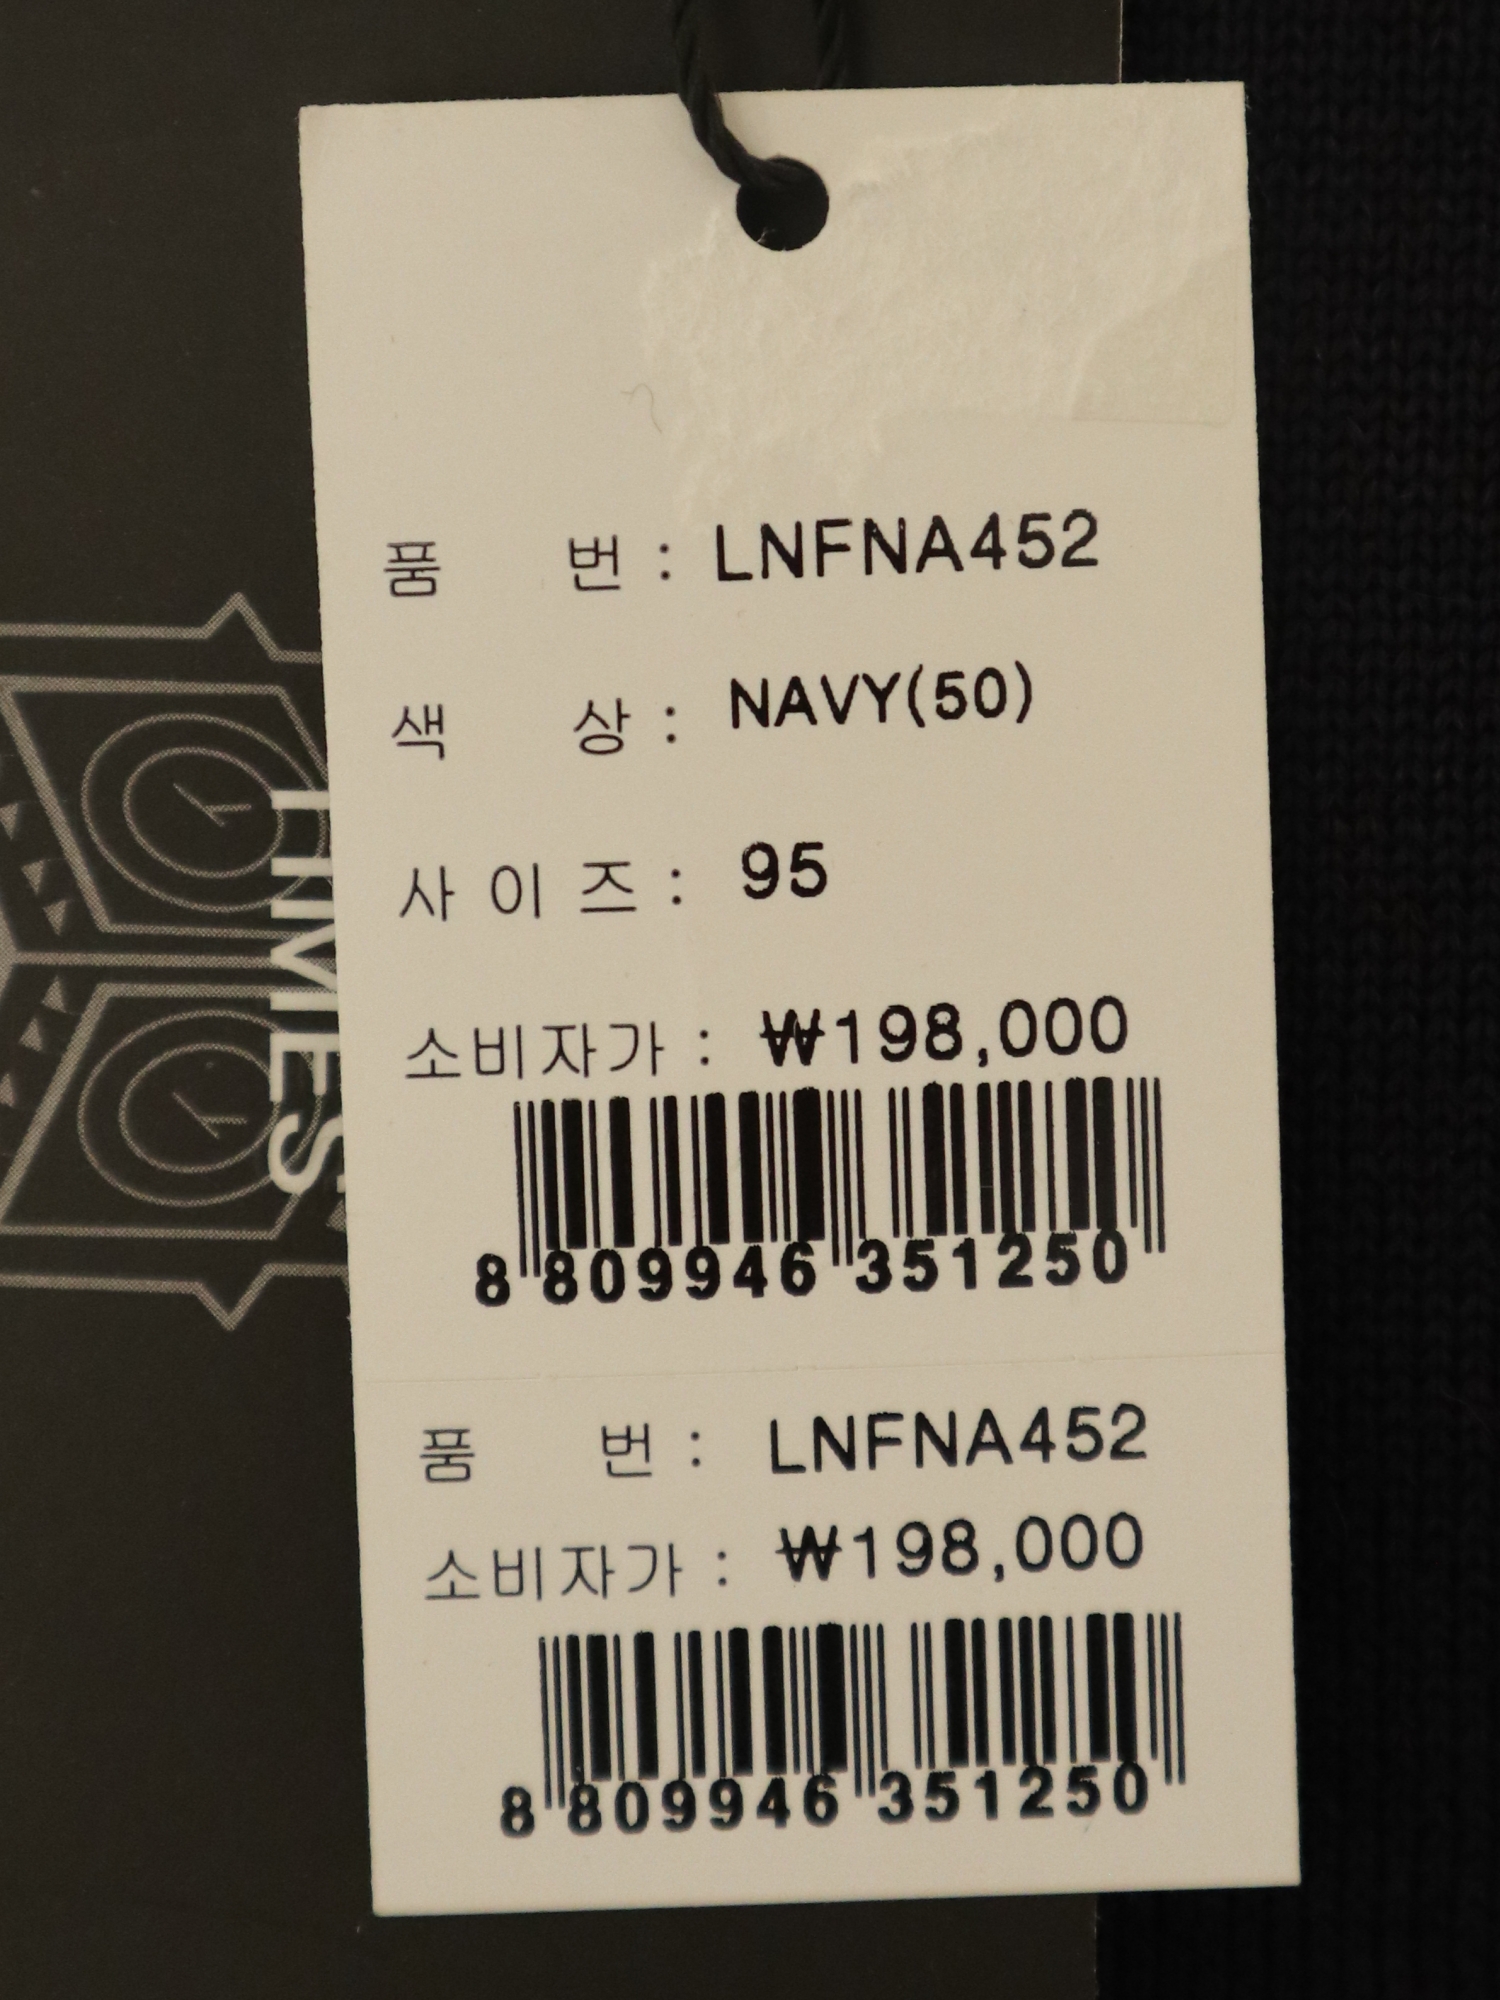 품 번 : LNFNA452
색 상 : NAVY(50)
사이즈 : 95
소비자가 : ₩198,000
8 809946 351250
품 번 : LNFNA452
소비자가 : ₩198,000
8 809946 351250